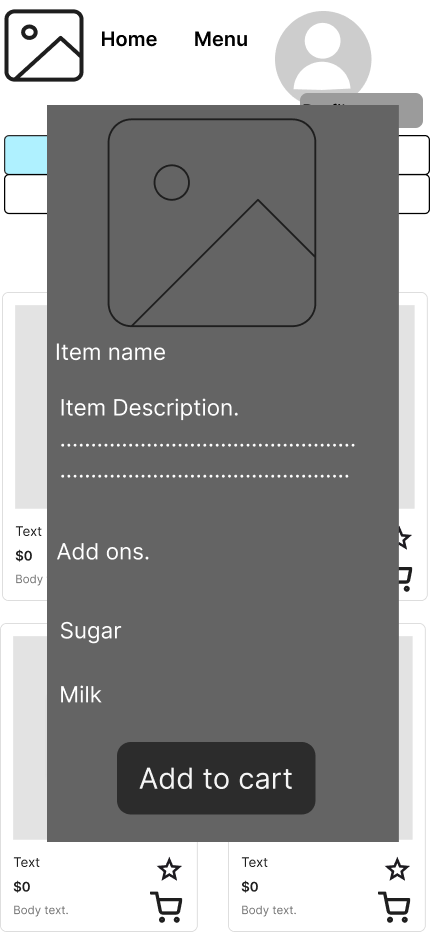 Home Menu
Item name
Item Description.
................................................
...............................................
Text
$0
Body
Add ons.
Sugar
Milk
Add to cart
Text
$0
Body text.
Text
$0
Body text.